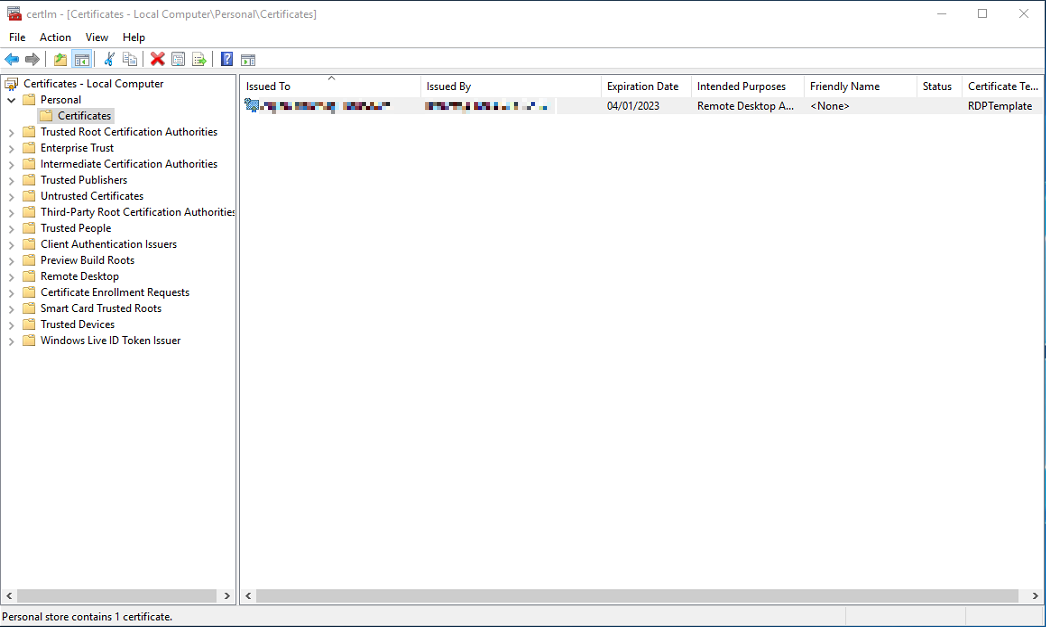 certlm - [Certificates - Local Computer\Personal\Certificates]
File Action View Help
Certificates - Local Computer
Personal
Certificates
Trusted Root Certification Authorities
Enterprise Trust
Intermediate Certification Authorities
Trusted Publishers
Untrusted Certificates
Third-Party Root Certification Authorities
Trusted People
Client Authentication Issuers
Preview Build Roots
Remote Desktop
Certificate Enrollment Requests
Smart Card Trusted Roots
Trusted Devices
Windows Live ID Token Issuer
Issued To Issued By Expiration Date Intended Purposes Friendly Name Status Certificate Te...
04/01/2023 Remote Desktop A... <None> RDPTemplate
Personal store contains 1 certificate.